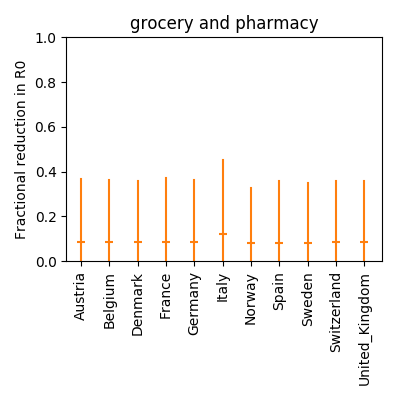 grocery and pharmacy
Fractional reduction in R0
1.0
0.8
0.6
0.4
0.2
0.0
Austria
Belgium
Denmark
France
Germany
Italy
Norway
Spain
Sweden
Switzerland
United_Kingdom